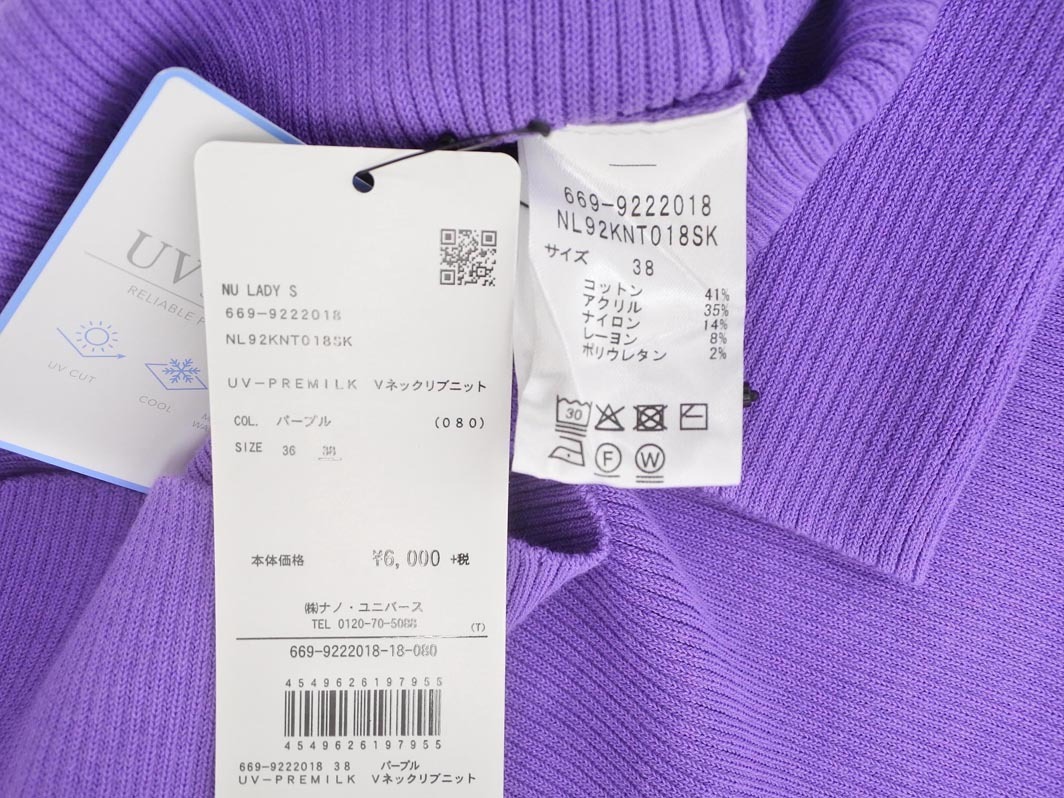 UV
RELIABLE
UV CUT
COOL
NU LADY S
669-9222018
NL92KNT018SK
UV-PREMILK Vネックリブニット
COL. パープル (080)
SIZE 36 38
本体価格 ¥6,000 +税
㈱ナノ・ユニバース
TEL 0120-70-5088
(T)
669-9222018-18-080
4549626197955
4549626197955
669-9222018 38 パープル
UV-PREMILK Vネックリブニット
669-9222018
NL92KNT018SK
サイズ 38
コットン 41%
アクリル 35%
ナイロン 14%
レーヨン 8%
ポリウレタン 2%
30
F W